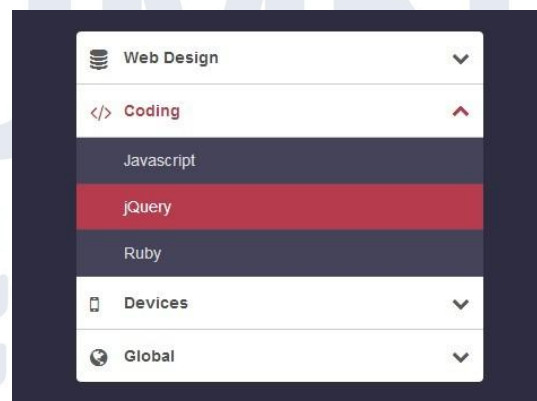 Web Design
</> Coding
Javascript
jQuery
Ruby
Devices
Global